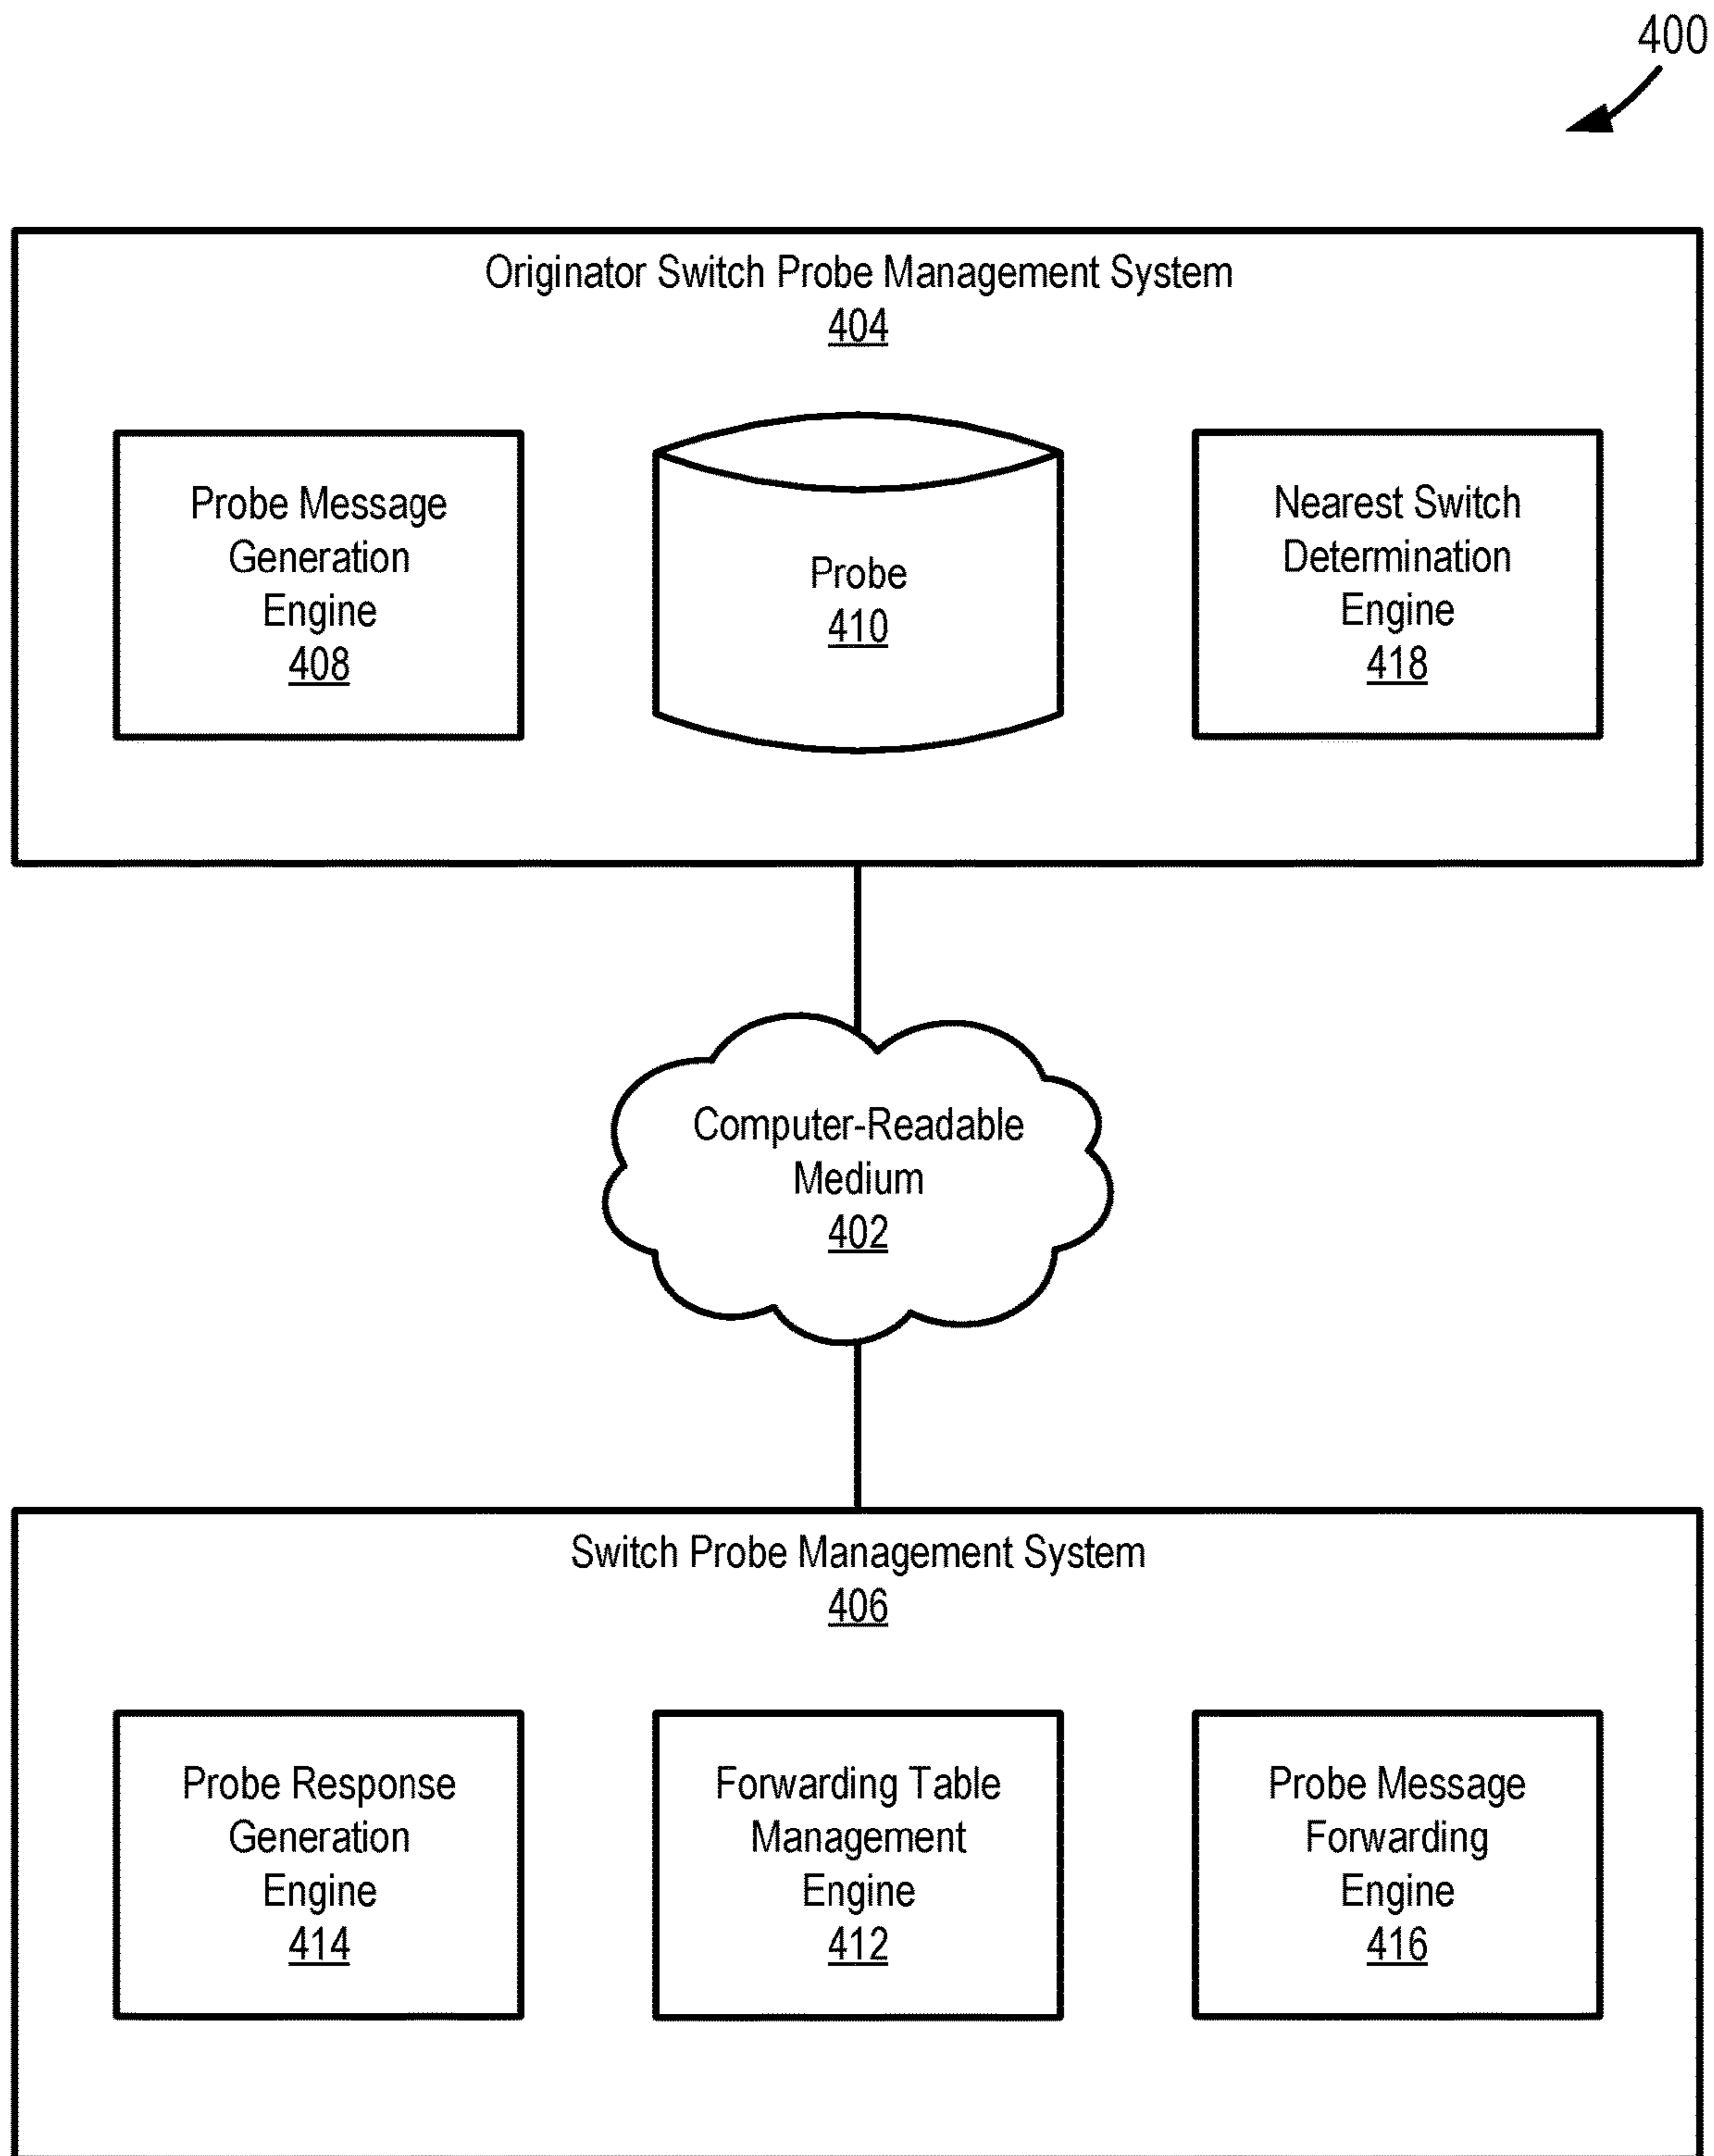 400
Originator Switch Probe Management System
404
Probe Message
Generation
Engine
408
Probe
410
Nearest Switch
Determination
Engine
418
Computer-Readable
Medium
402
Switch Probe Management System
406
Probe Response
Generation
Engine
414
Forwarding Table
Management
Engine
412
Probe Message
Forwarding
Engine
416